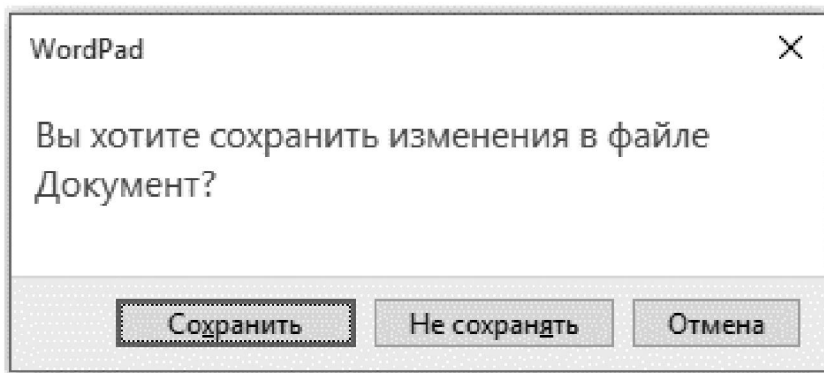 WordPad
Вы хотите сохранить изменения в файле
Документ?
Сохранить Не сохранять Отмена